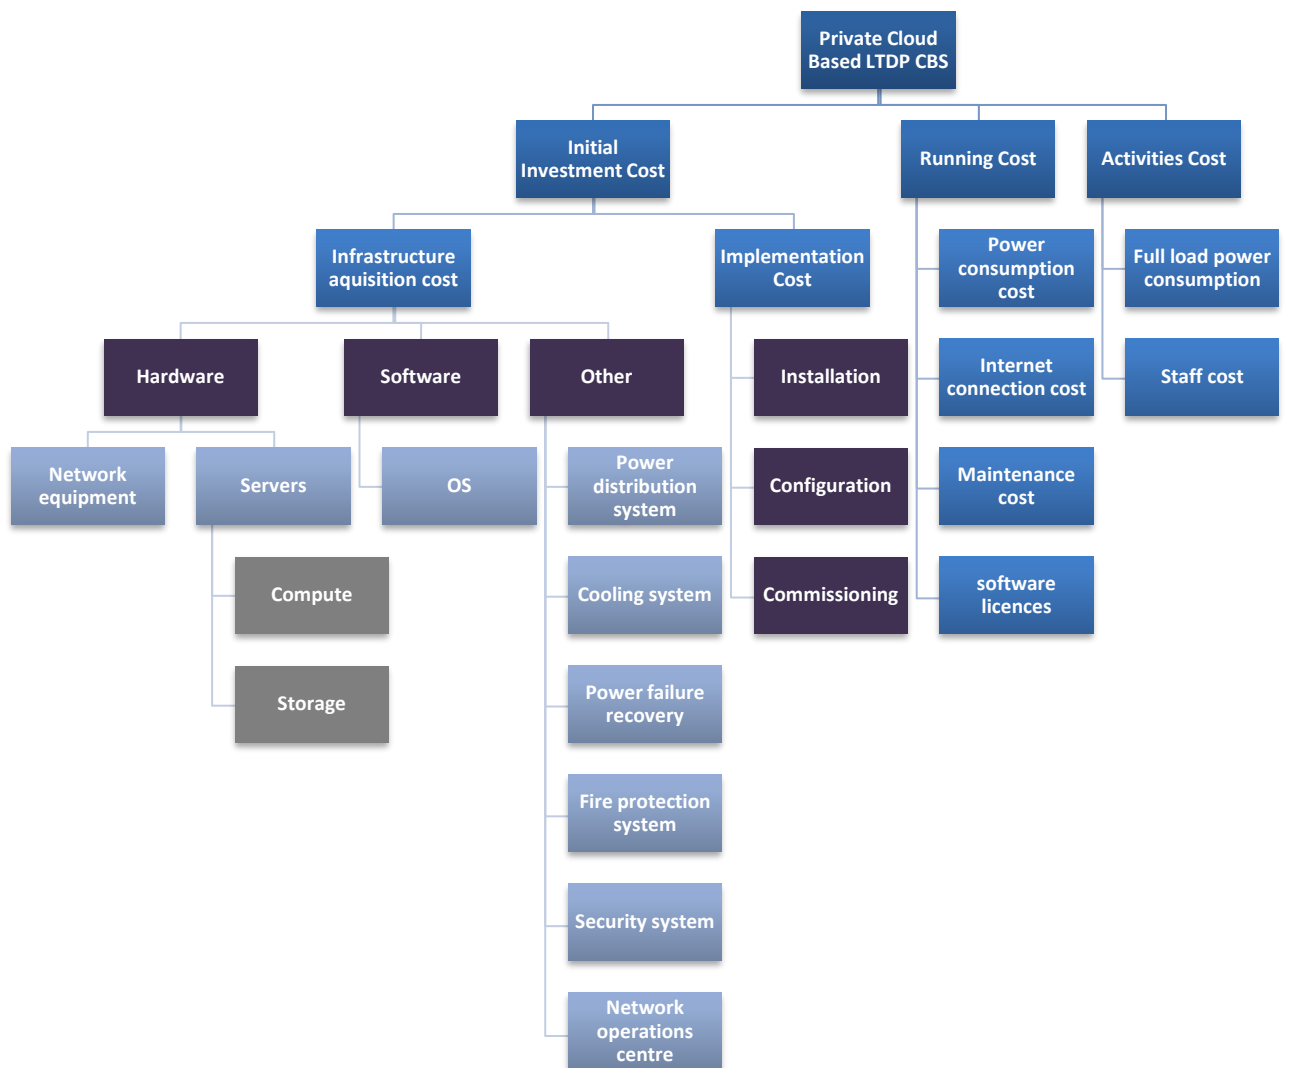 Private Cloud
Based LTDP CBS
Initial
Investment Cost
Running Cost
Activities Cost
Infrastructure
aquisition cost
Implementation
Cost
Power
consumption
cost
Full load power
consumption
Hardware
Software
Other
Installation
Internet
connection cost
Staff cost
Network
equipment
Servers
OS
Power
distribution
system
Configuration
Maintenance
cost
Compute
Cooling system
Commissioning
software
licences
Storage
Power failure
recovery
Fire protection
system
Security system
Network
operations
centre